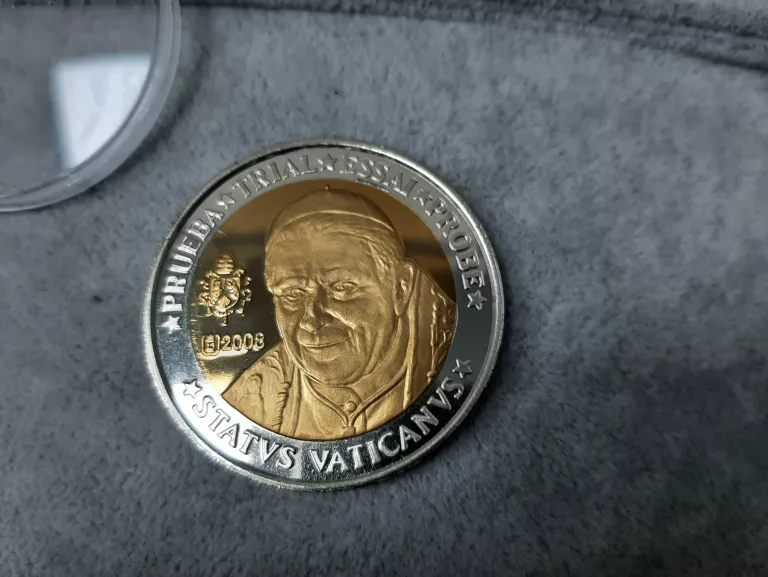 ★PRUEBA★TRIAL★ESSAI★PROBE★
2008
★STATVS VATICANVS★